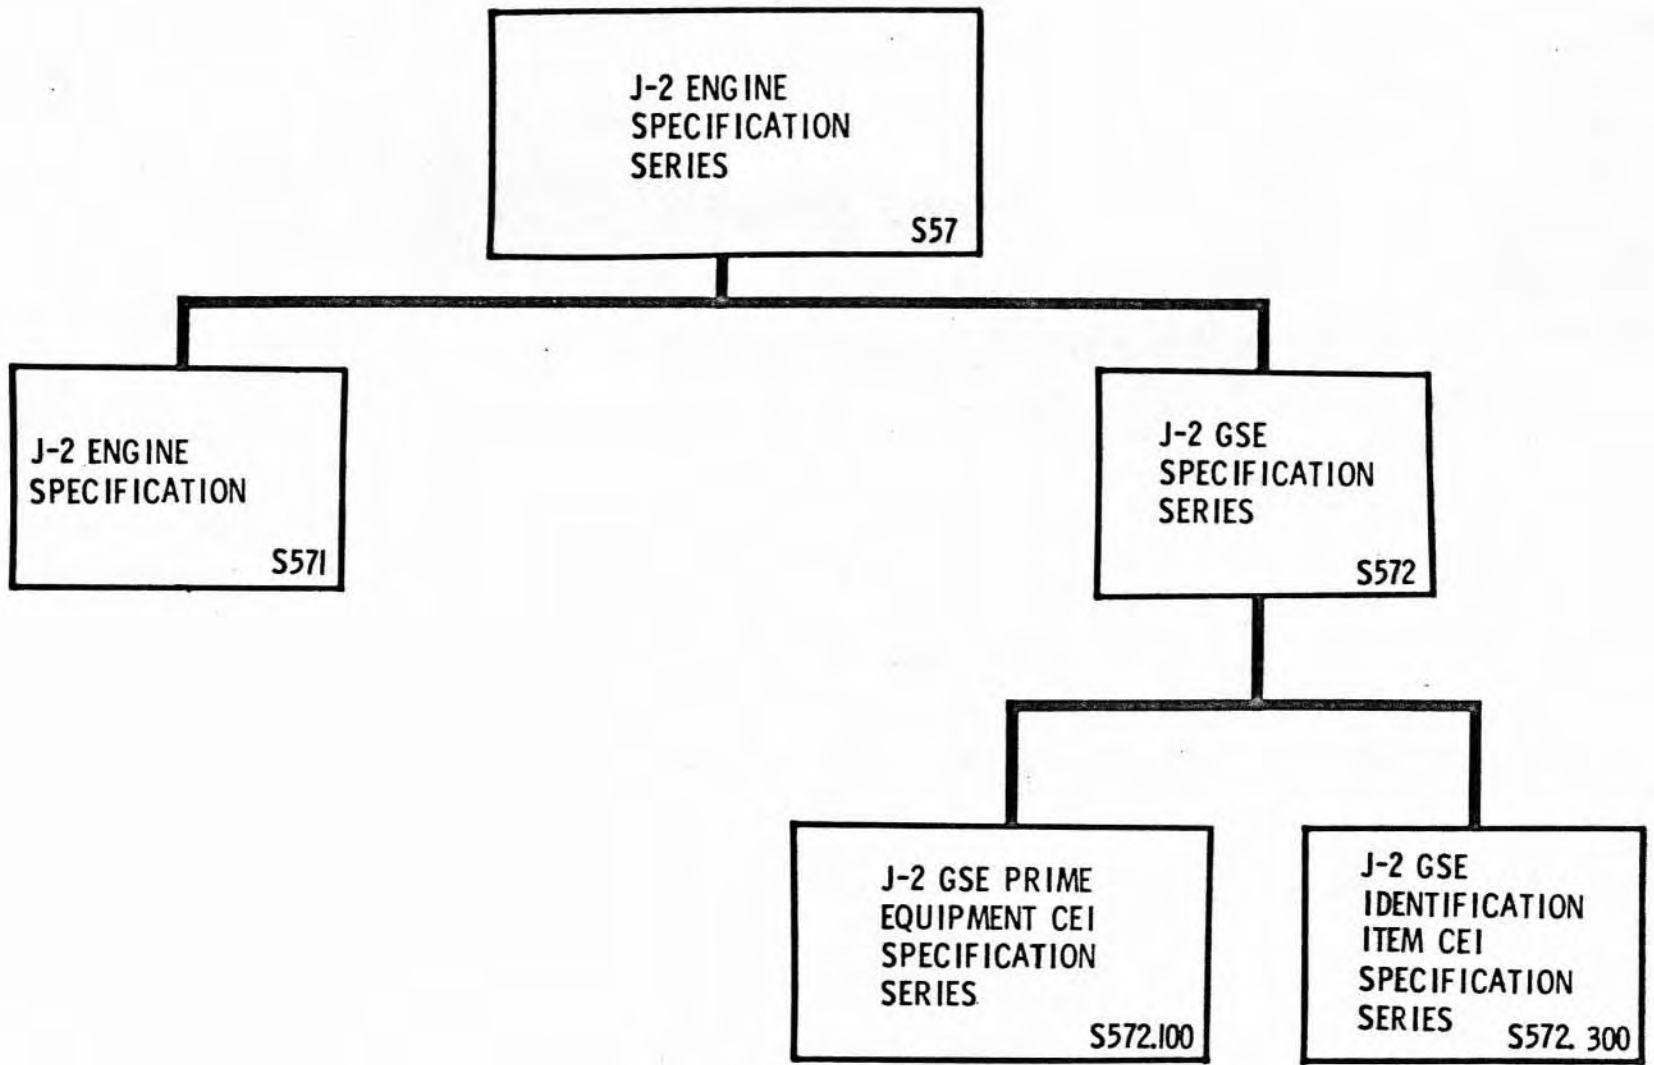 J-2 ENGINE
SPECIFICATION
SERIES
S57
J-2 ENGINE
SPECIFICATION
S571
J-2 GSE
SPECIFICATION
SERIES
S572
J-2 GSE PRIME
EQUIPMENT CEI
SPECIFICATION
SERIES
S572.100
J-2 GSE
IDENTIFICATION
ITEM CEI
SPECIFICATION
SERIES
S572. 300